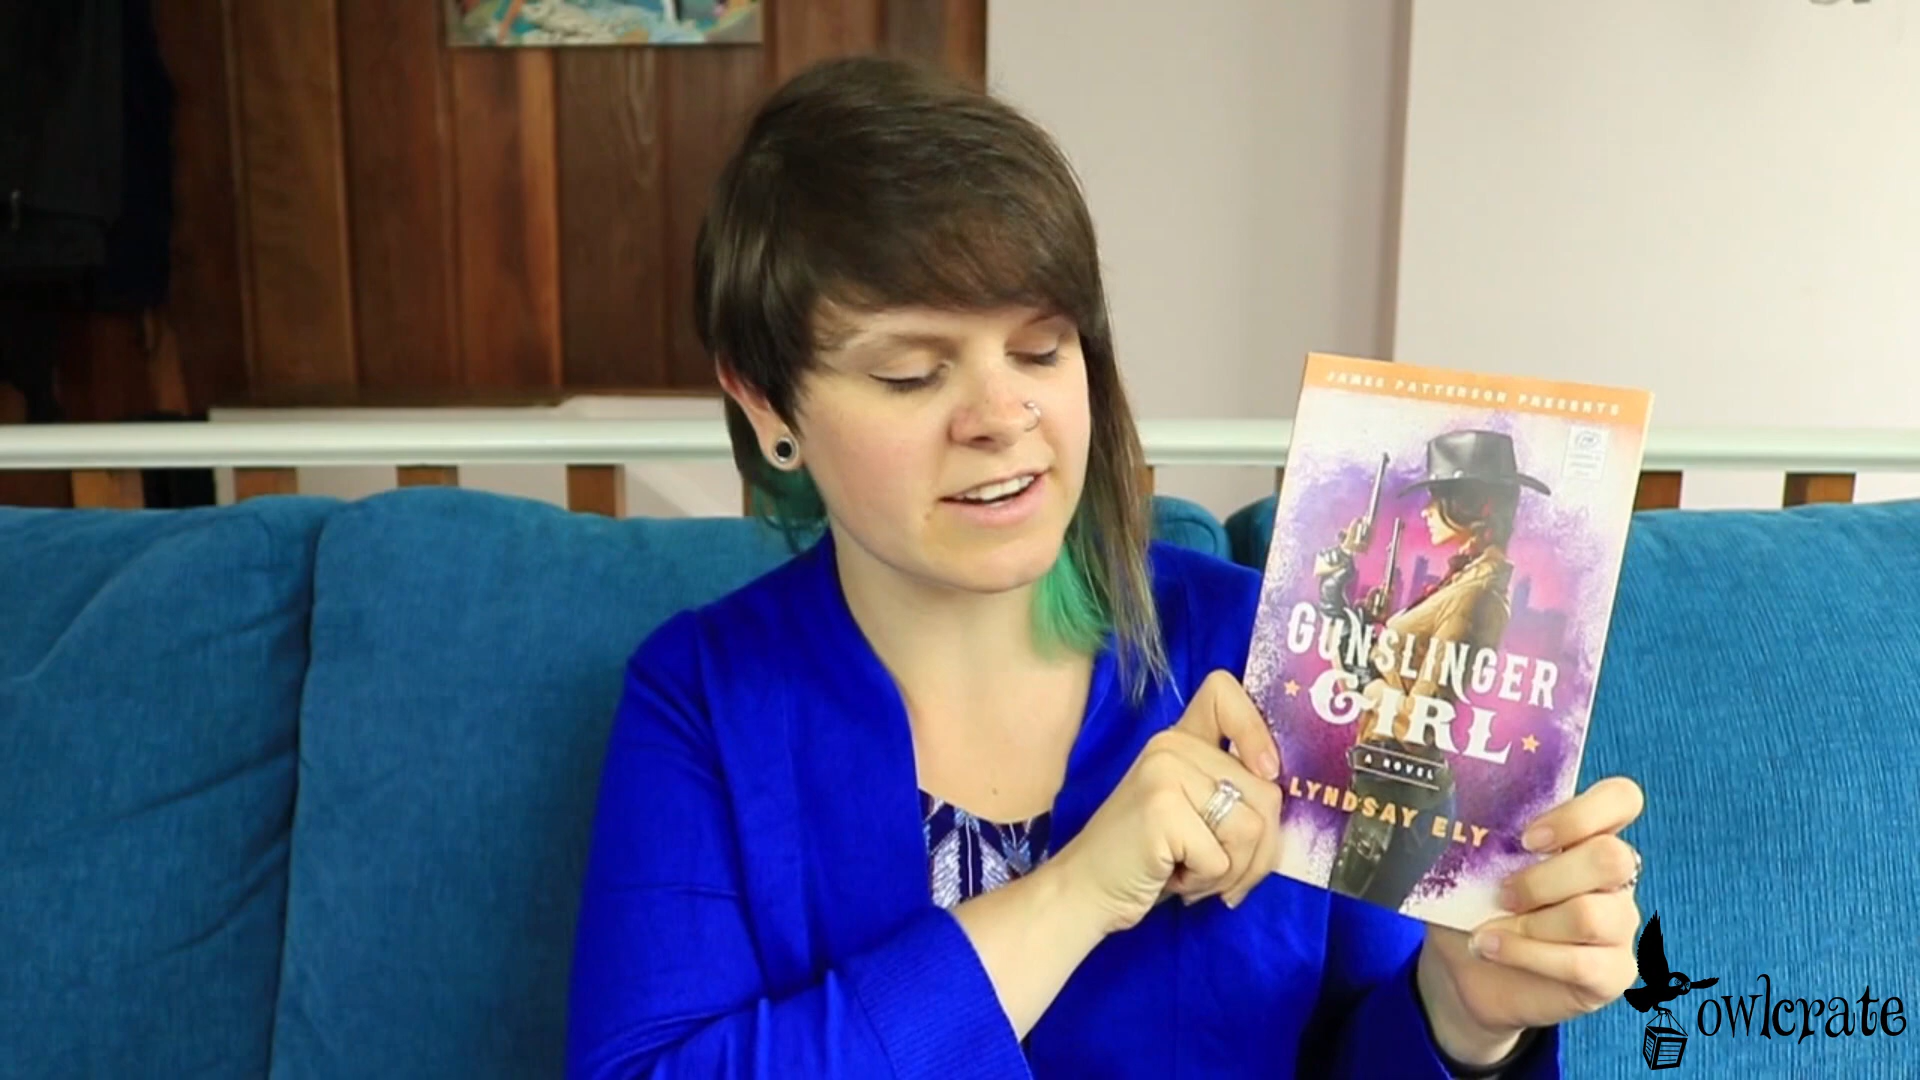 JAMES PATTERSON PRESENTS
GUNSLINGER
GIRL
A NOVEL
LYNDSAY ELY
owlcrate